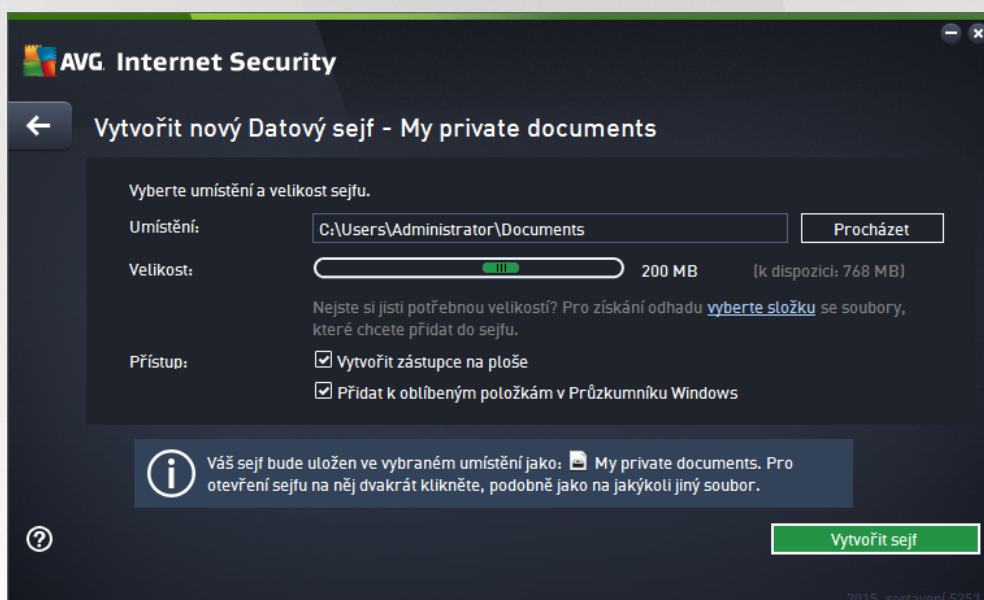 AVG. Internet Security
Vytvořit nový Datový sejf - My private documents
Vyberte umístění a velikost sejfu.
Umístění: C:\Users\Administrator\Documents Procházet
Velikost: 200 MB (k dispozici: 768 MB)
Nejste si jisti potřebnou velikostí? Pro získání odhadu vyberte složku se soubory,
které chcete přidat do sejfu.
Přístup: Vytvořit zástupce na ploše
Přidat k oblíbeným položkám v Průzkumníku Windows
Váš sejf bude uložen ve vybraném umístění jako: My private documents. Pro
otevření sejfu na něj dvakrát klikněte, podobně jako na jakýkoli jiný soubor.
Vytvořit sejf
2015, sestavení 5253